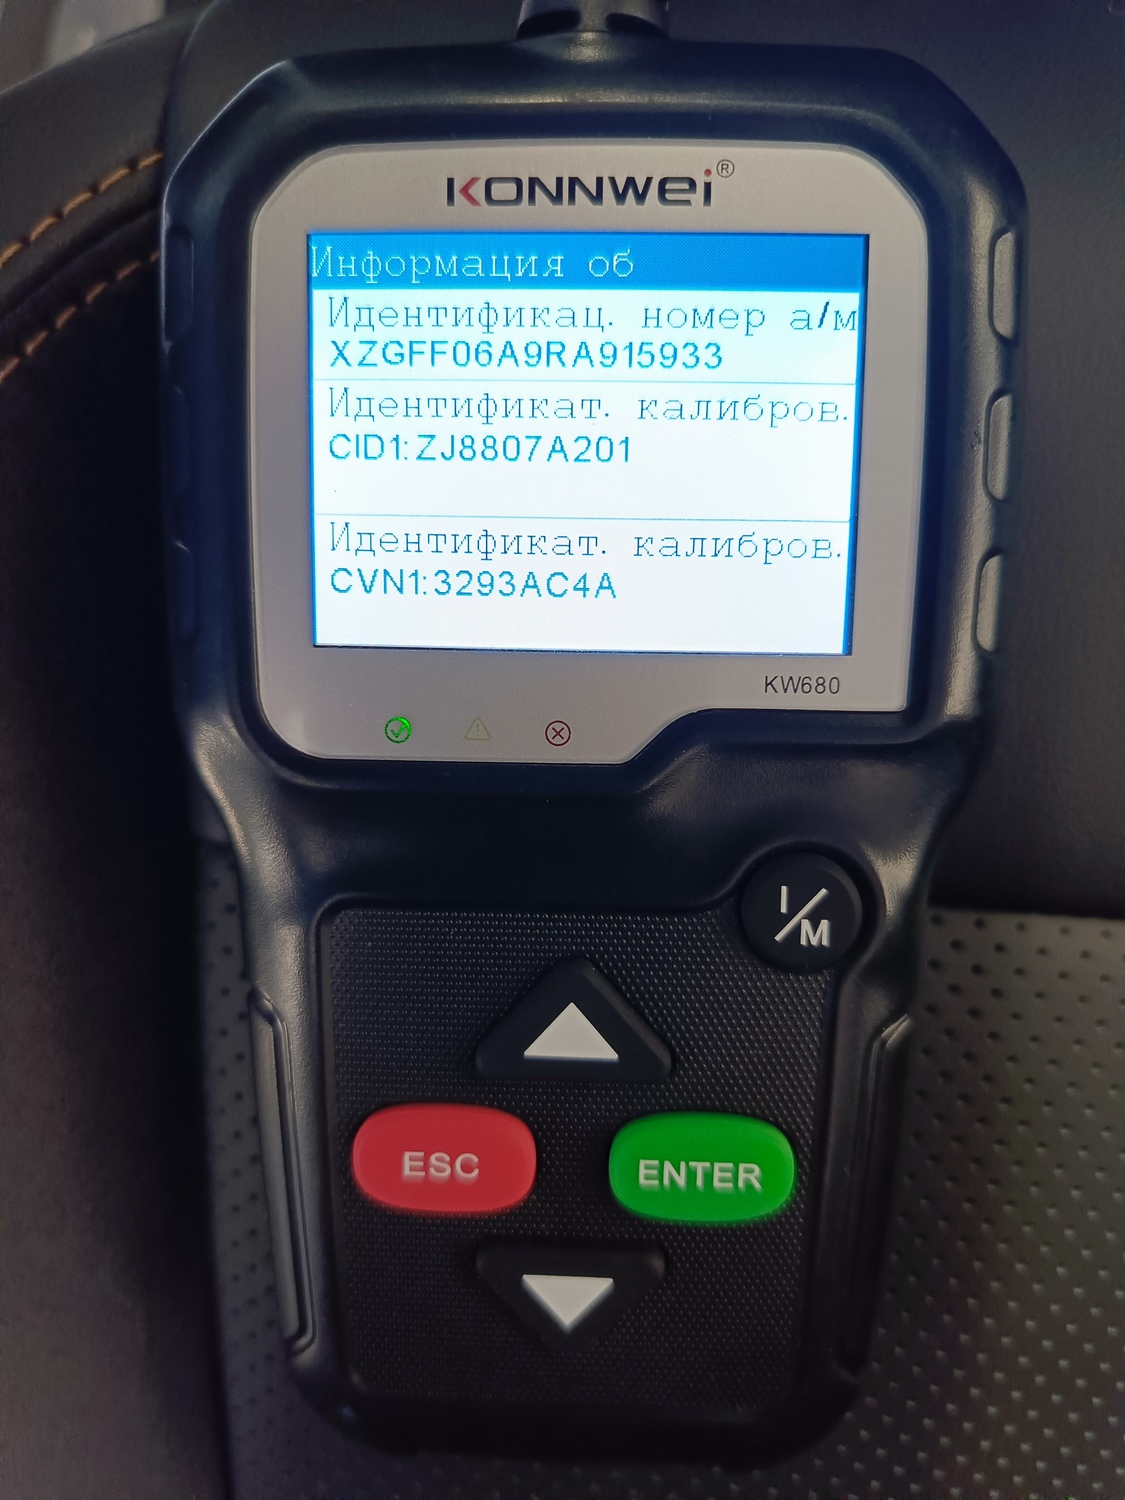 KONNWEI®
Информация об
Идентификац. номер а/м
XZGFF06A9RA915933
Идентификат. калибров.
CID1:ZJ8807A201
Идентификат. калибров.
CVN1:3293AC4A
KW680
I/M
ESC
ENTER